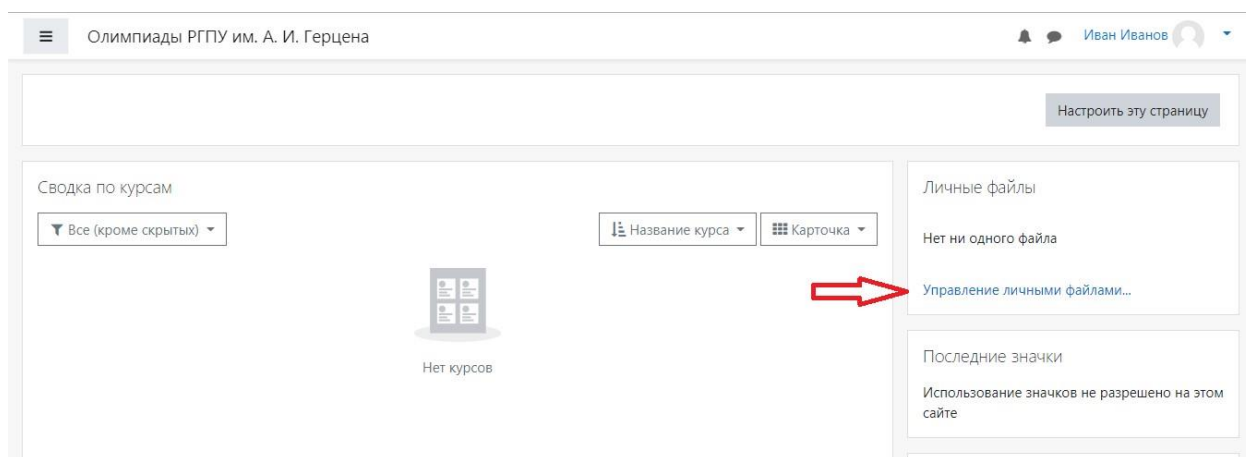 Олимпиады РГПУ им. А. И. Герцена
Иван Иванов
Настроить эту страницу
Сводка по курсам
Все (кроме скрытых)
Название курса
Карточка
Нет курсов
Личные файлы
Нет ни одного файла
Управление личными файлами...
Последние значки
Использование значков не разрешено на этом
сайте